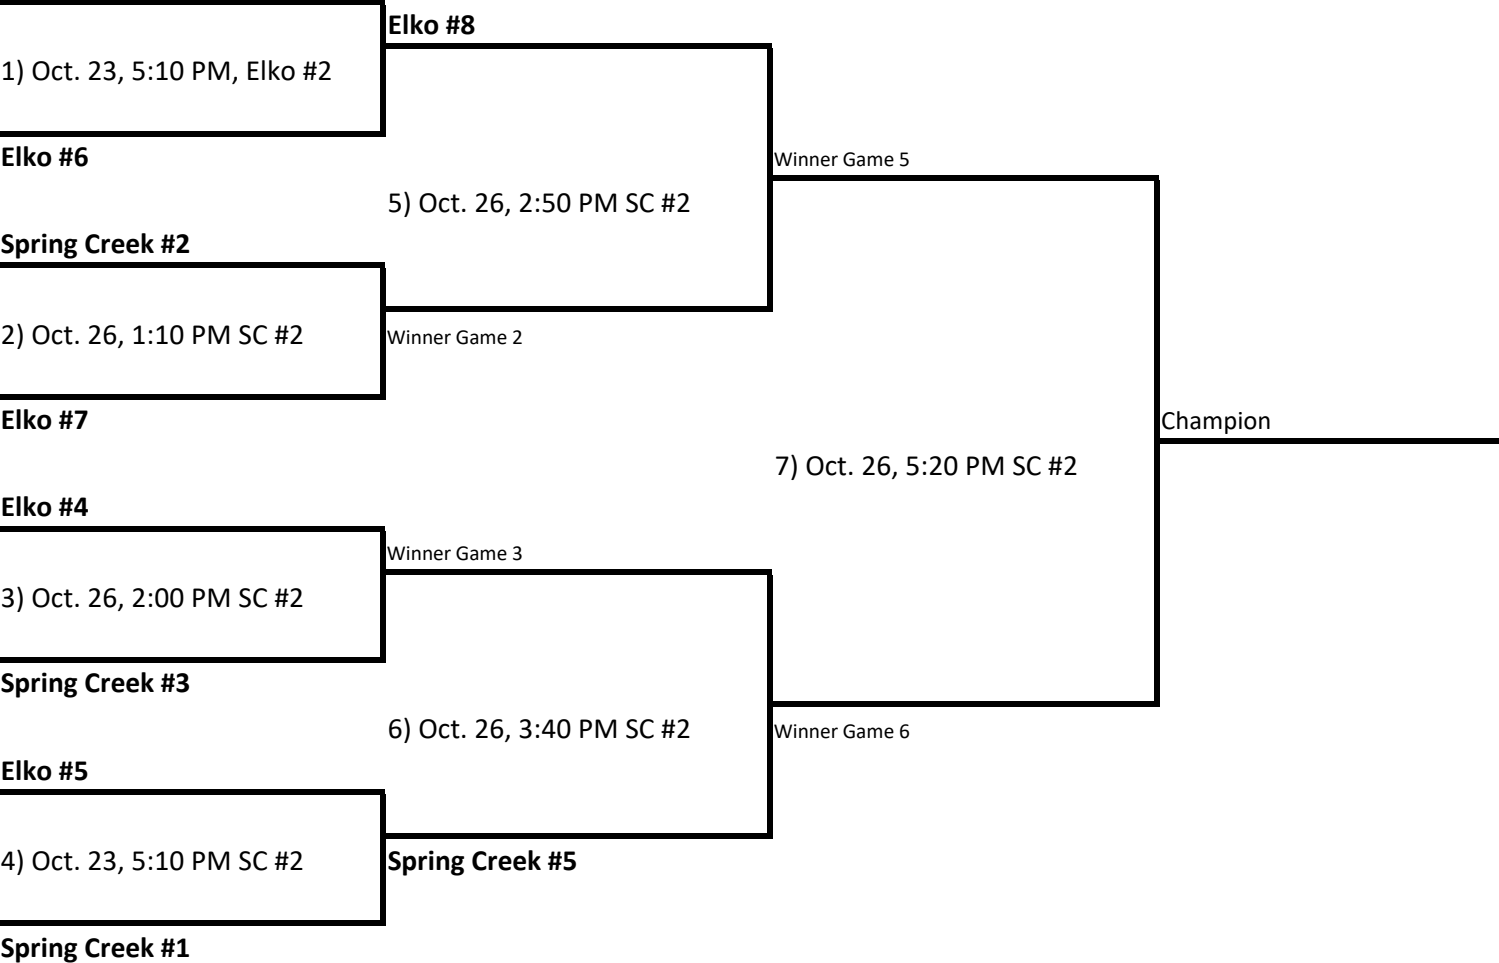 Elko #8
1) Oct. 23, 5:10 PM, Elko #2
Elko #6
Winner Game 5
5) Oct. 26, 2:50 PM SC #2
Spring Creek #2
2) Oct. 26, 1:10 PM SC #2
Winner Game 2
Elko #7
Champion
7) Oct. 26, 5:20 PM SC #2
Elko #4
Winner Game 3
3) Oct. 26, 2:00 PM SC #2
Spring Creek #3
6) Oct. 26, 3:40 PM SC #2
Winner Game 6
Elko #5
4) Oct. 23, 5:10 PM SC #2
Spring Creek #5
Spring Creek #1